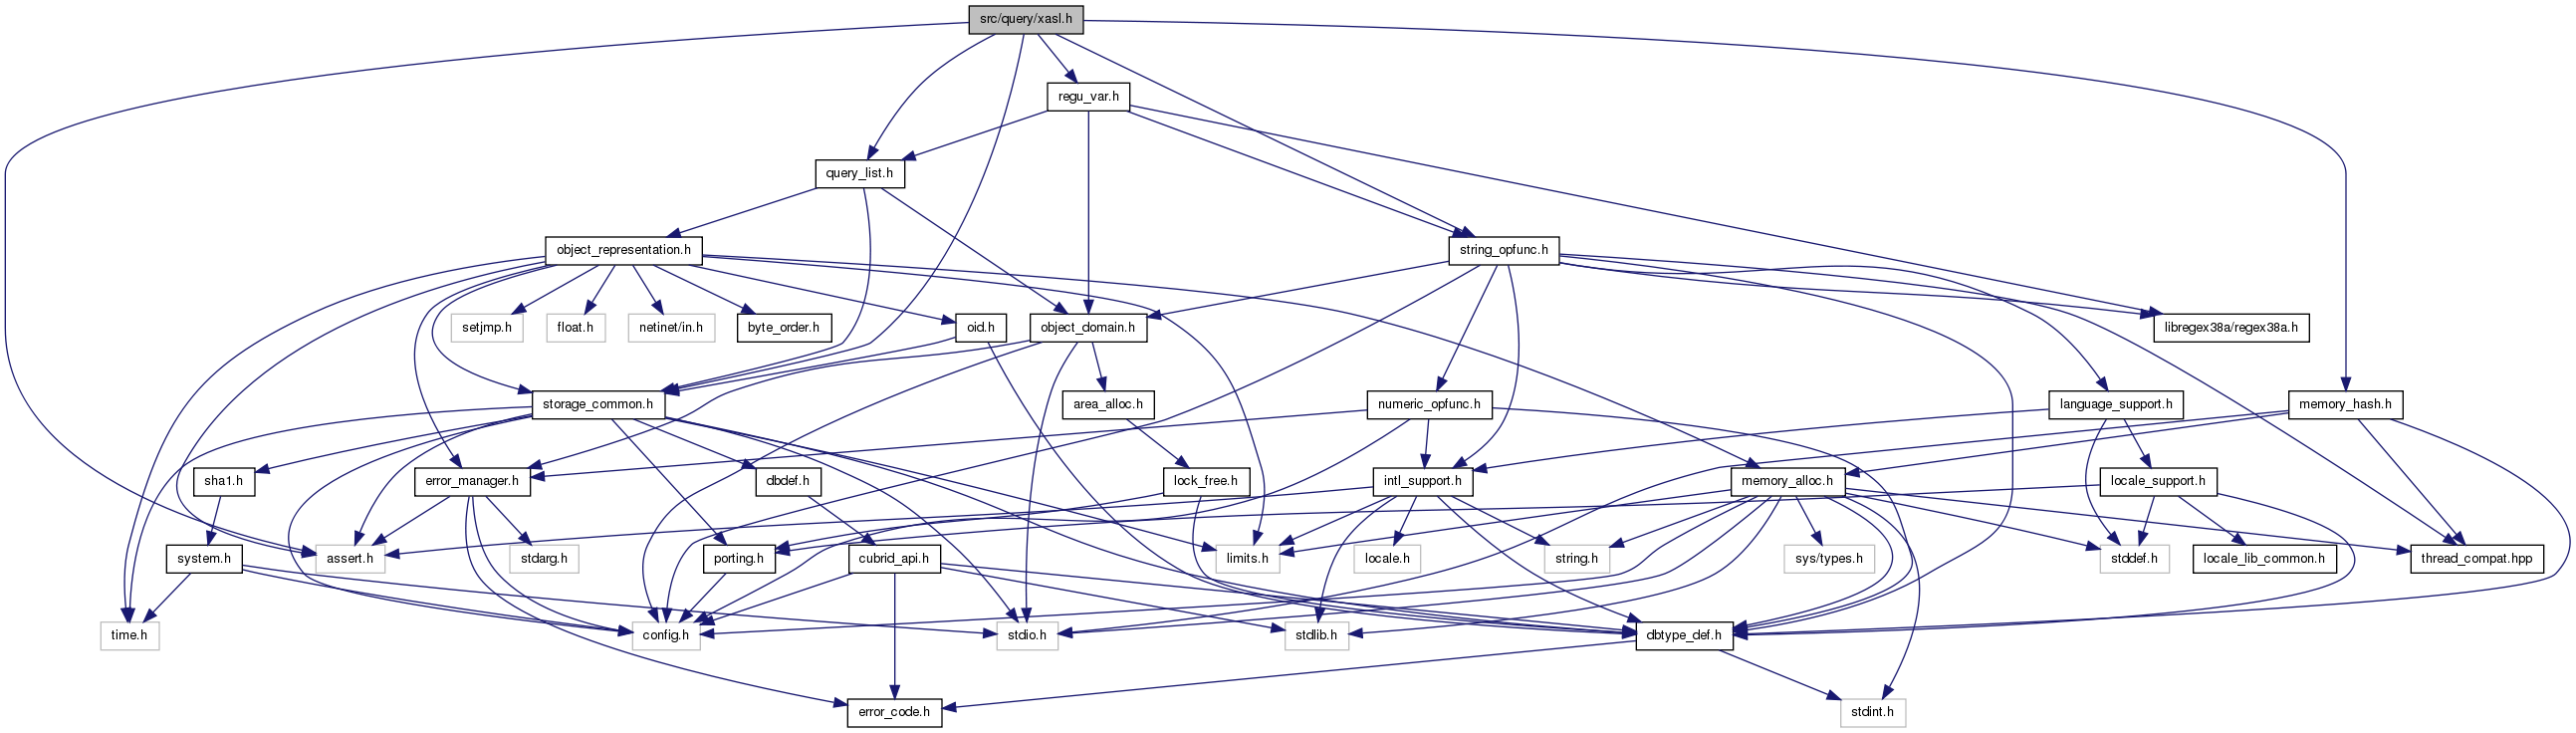 src/query/xasl.h
regu_var.h
query_list.h
object_representation.h
string_opfunc.h
setjmp.h
float.h
netinet/in.h
byte_order.h
oid.h
object_domain.h
libregex38a/regex38a.h
storage_common.h
area_alloc.h
numeric_opfunc.h
language_support.h
memory_hash.h
sha1.h
error_manager.h
dbdef.h
lock_free.h
intl_support.h
memory_alloc.h
locale_support.h
system.h
assert.h
stdarg.h
porting.h
cubrid_api.h
limits.h
locale.h
string.h
sys/types.h
stddef.h
locale_lib_common.h
thread_compat.hpp
time.h
config.h
stdio.h
stdlib.h
dbtype_def.h
error_code.h
stdint.h